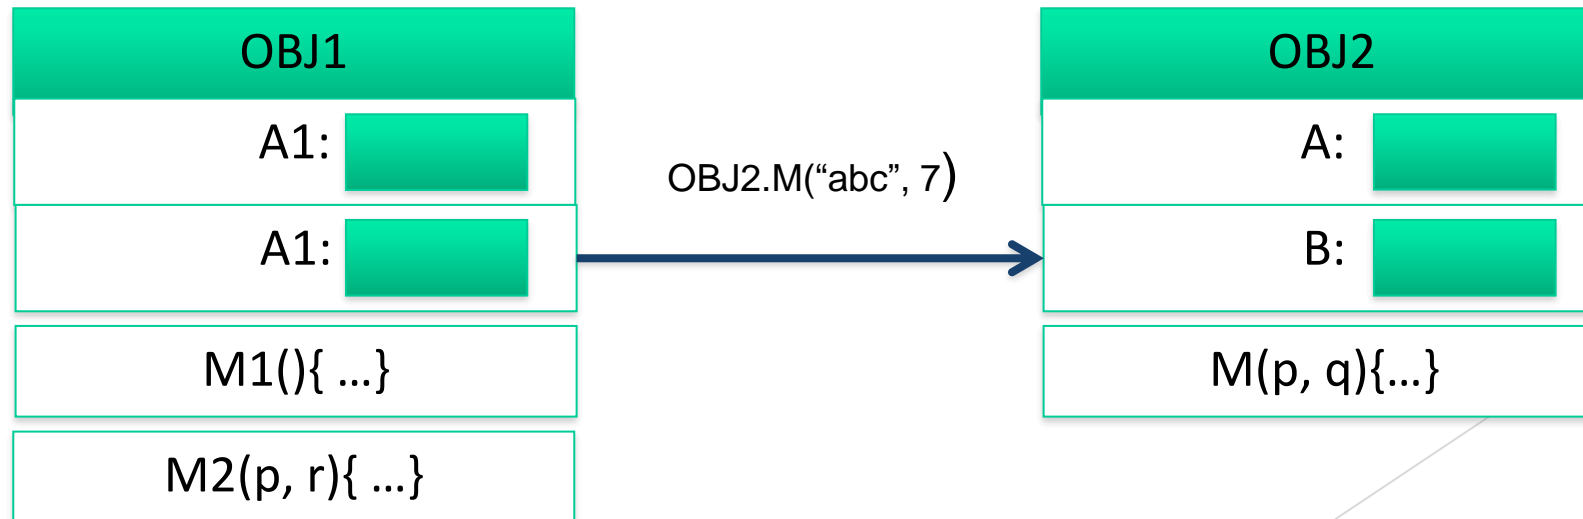 OBJ1
A1:
A1:
M1(){ …}
M2(p, r){ …}
OBJ2.M(“abc”, 7)
OBJ2
A:
B:
M(p, q){…}